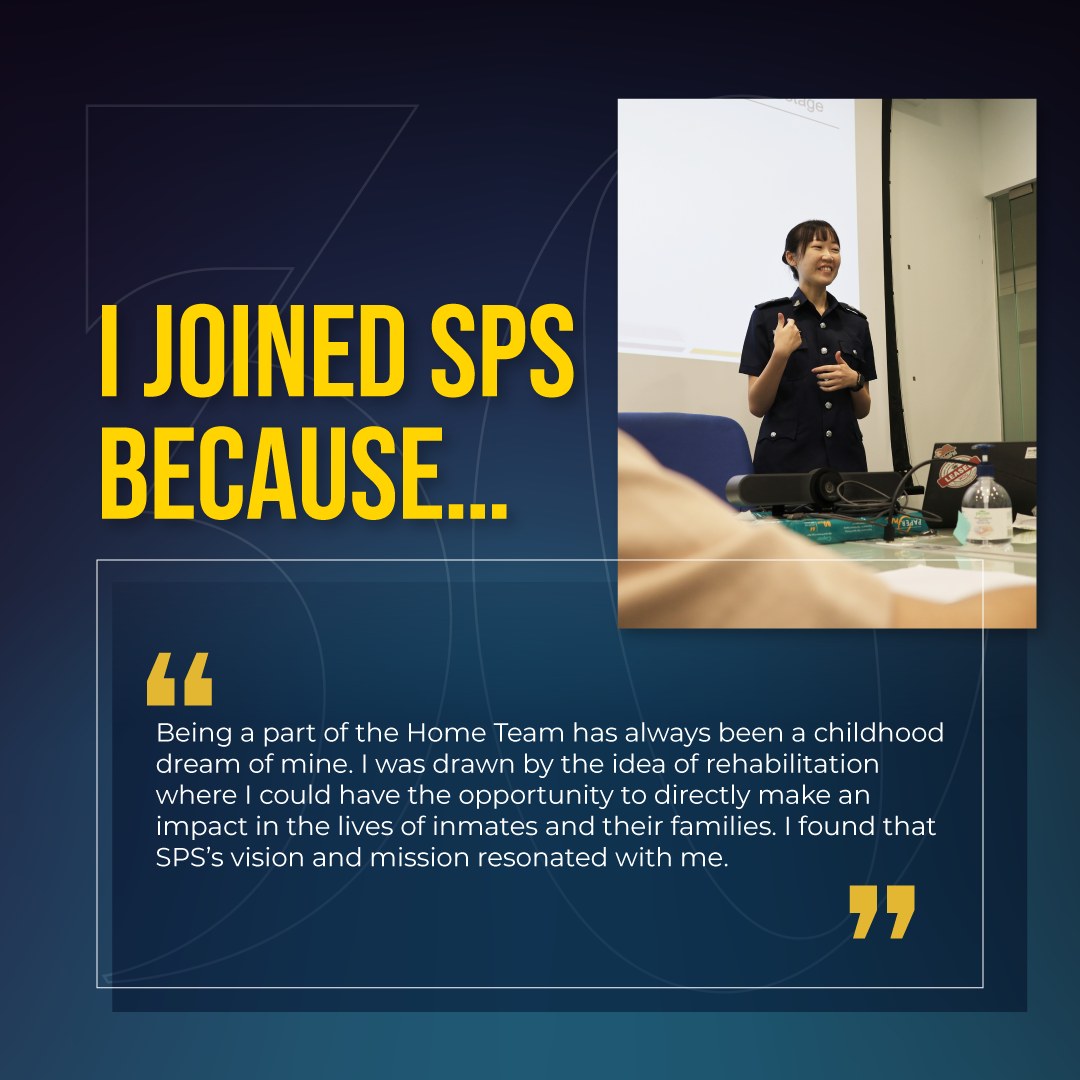 I JOINED SPS
BECAUSE...
“
Being a part of the Home Team has always been a childhood
dream of mine. I was drawn by the idea of rehabilitation
where I could have the opportunity to directly make an
impact in the lives of inmates and their families. I found that
SPS’s vision and mission resonated with me.
”